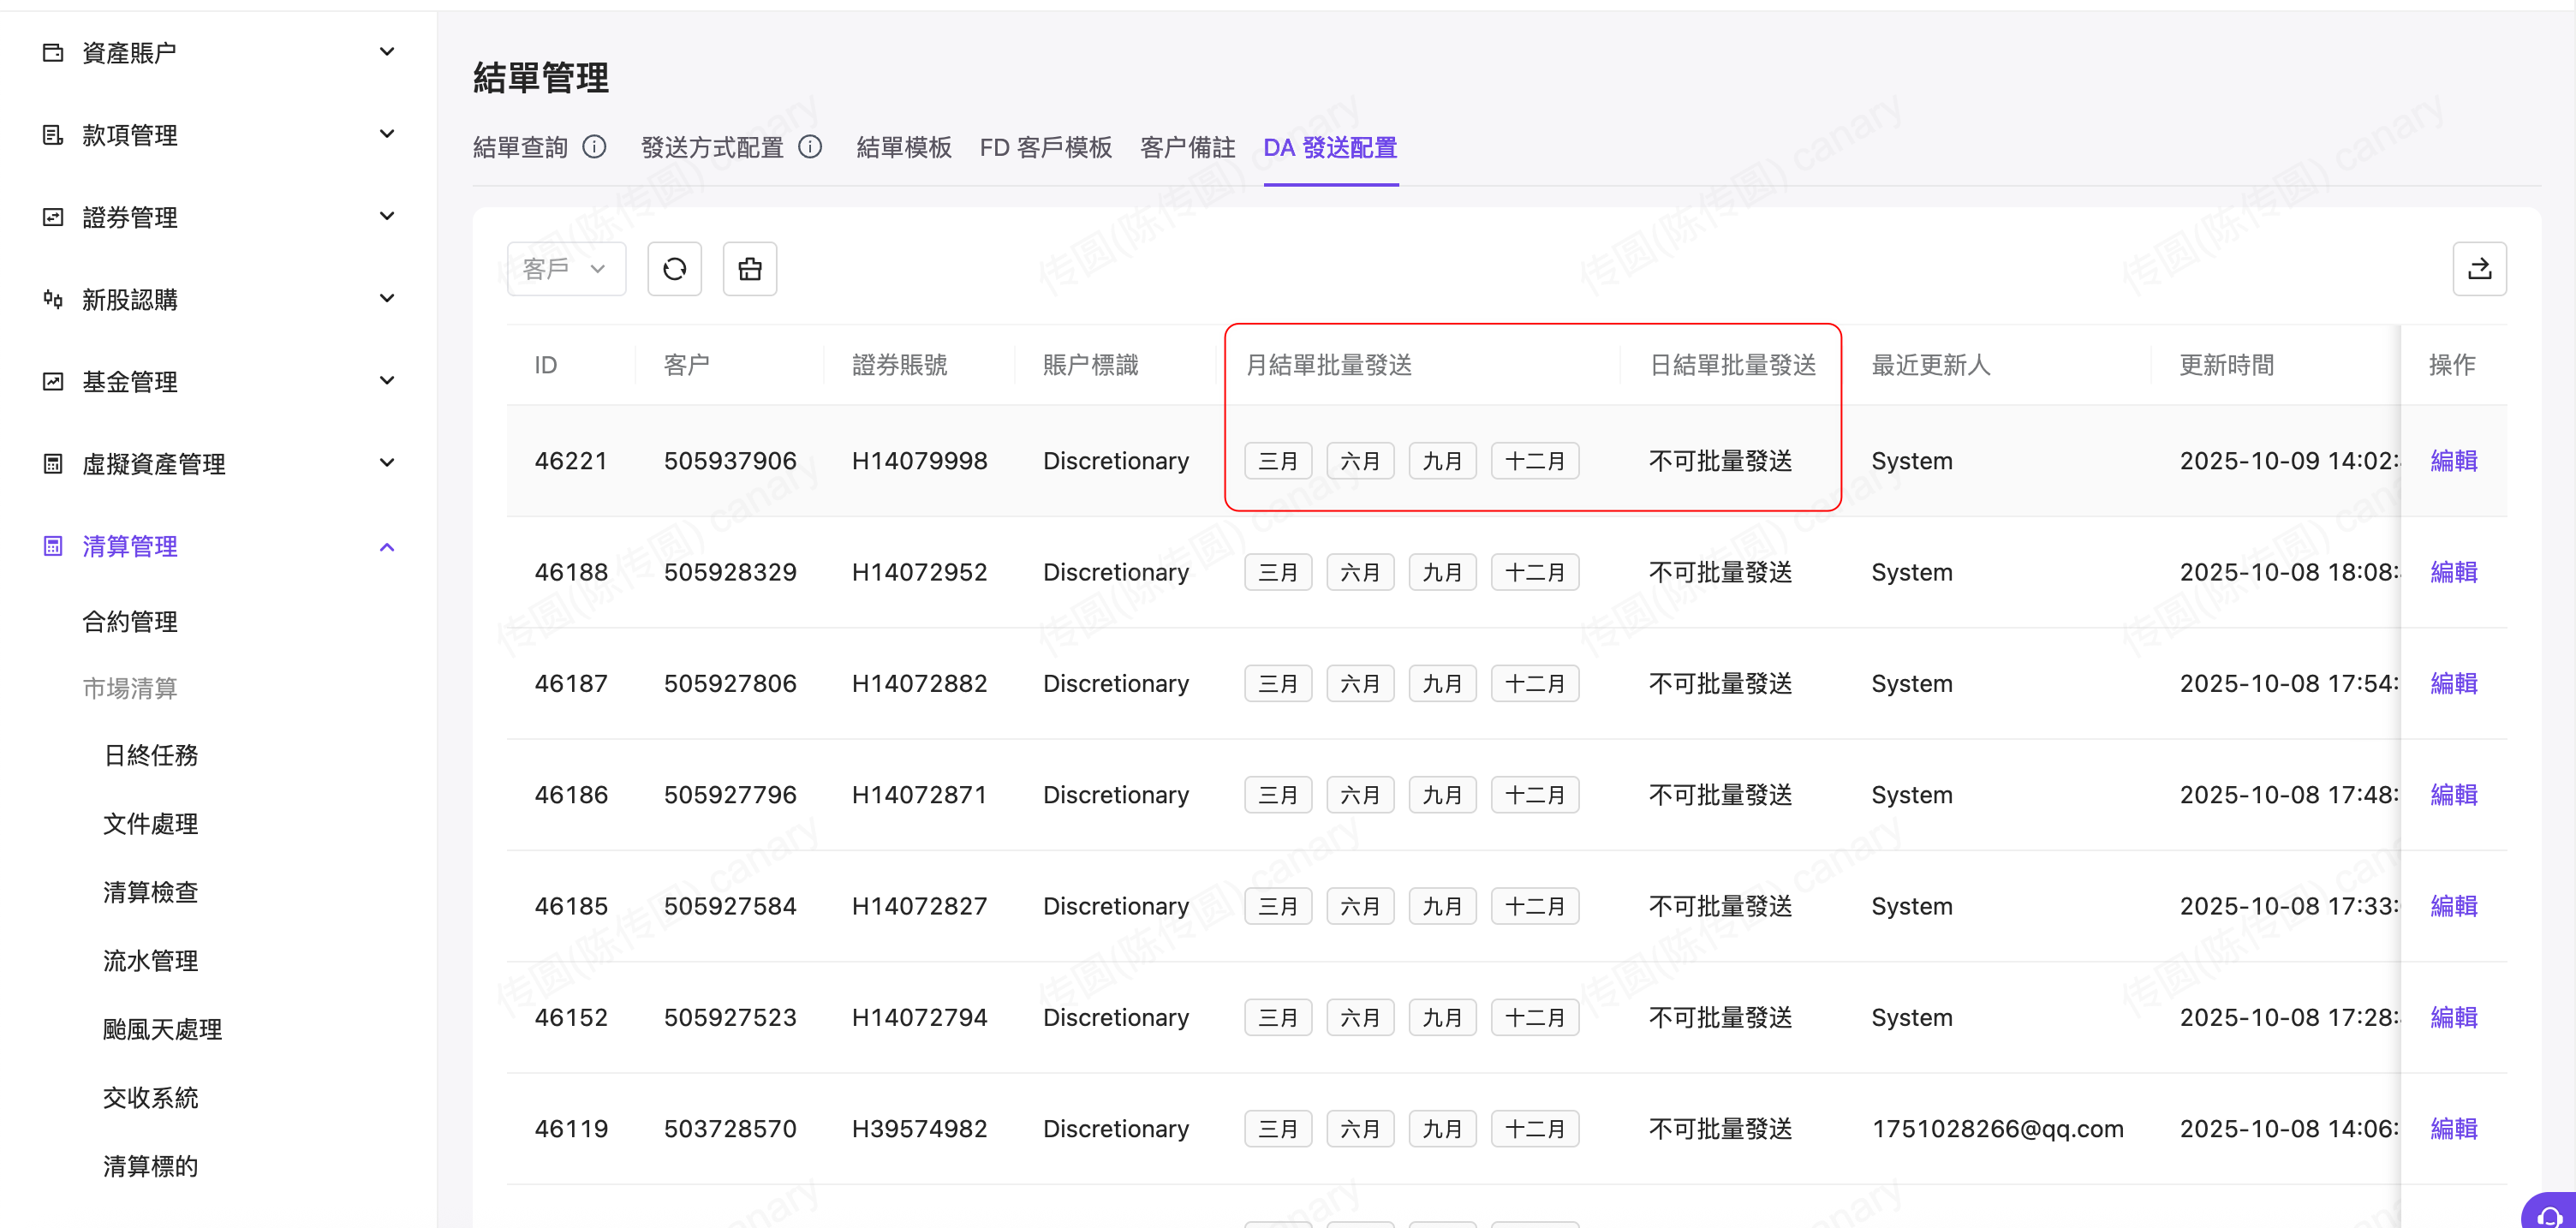 資產賬户
款項管理
證券管理
新股認購
基金管理
虛擬資產管理
清算管理
合約管理
市場清算
日終任務
文件處理
清算檢查
流水管理
颱風天處理
交收系統
清算標的
結單管理
結單查詢 發送方式配置 結單模板 FD 客戶模板 客户備註 DA 發送配置
客戶
ID 客户 證券賬號 賬户標識 月結單批量發送 日結單批量發送 最近更新人 更新時間 操作
46221 505937906 H14079998 Discretionary 三月 六月 九月 十二月 不可批量發送 System 2025-10-09 14:02: 編輯
46188 505928329 H14072952 Discretionary 三月 六月 九月 十二月 不可批量發送 System 2025-10-08 18:08: 編輯
46187 505927806 H14072882 Discretionary 三月 六月 九月 十二月 不可批量發送 System 2025-10-08 17:54: 編輯
46186 505927796 H14072871 Discretionary 三月 六月 九月 十二月 不可批量發送 System 2025-10-08 17:48: 編輯
46185 505927584 H14072827 Discretionary 三月 六月 九月 十二月 不可批量發送 System 2025-10-08 17:33: 編輯
46152 505927523 H14072794 Discretionary 三月 六月 九月 十二月 不可批量發送 System 2025-10-08 17:28: 編輯
46119 503728570 H39574982 Discretionary 三月 六月 九月 十二月 不可批量發送 1751028266@qq.com 2025-10-08 14:06: 編輯
传圆(陈传圆) canary